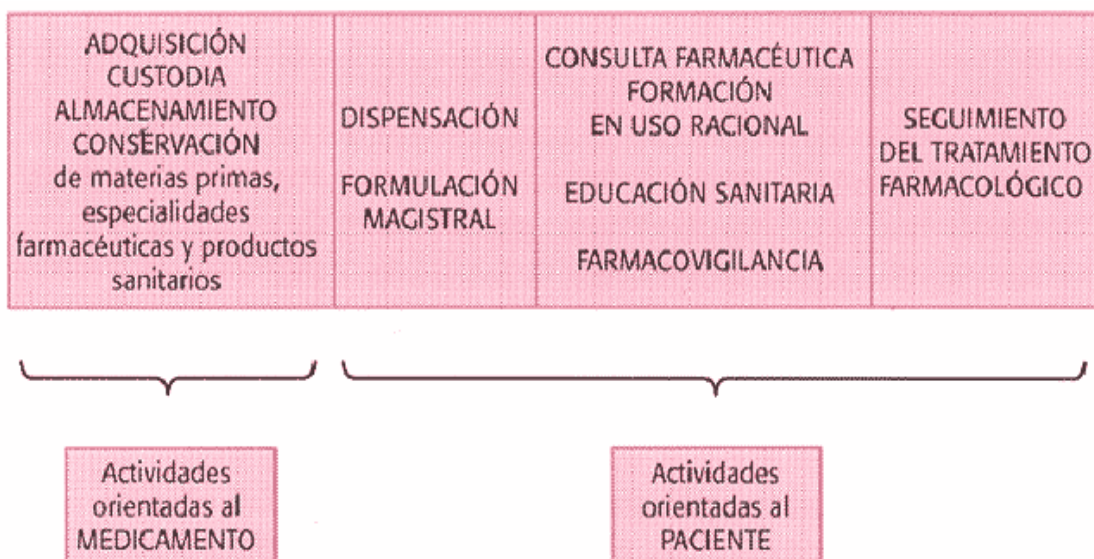 ADQUISICIÓN
CUSTODIA
ALMACENAMIENTO
CONSERVACIÓN
de materias primas,
especialidades
farmacéuticas y productos
sanitarios
DISPENSACIÓN
FORMULACIÓN
MAGISTRAL
CONSULTA FARMACÉUTICA
FORMACIÓN
EN USO RACIONAL
EDUCACIÓN SANITARIA
FARMACOVIGILANCIA
SEGUIMIENTO
DEL TRATAMIENTO
FARMACOLÓGICO
Actividades
orientadas al
MEDICAMENTO
Actividades
orientadas al
PACIENTE